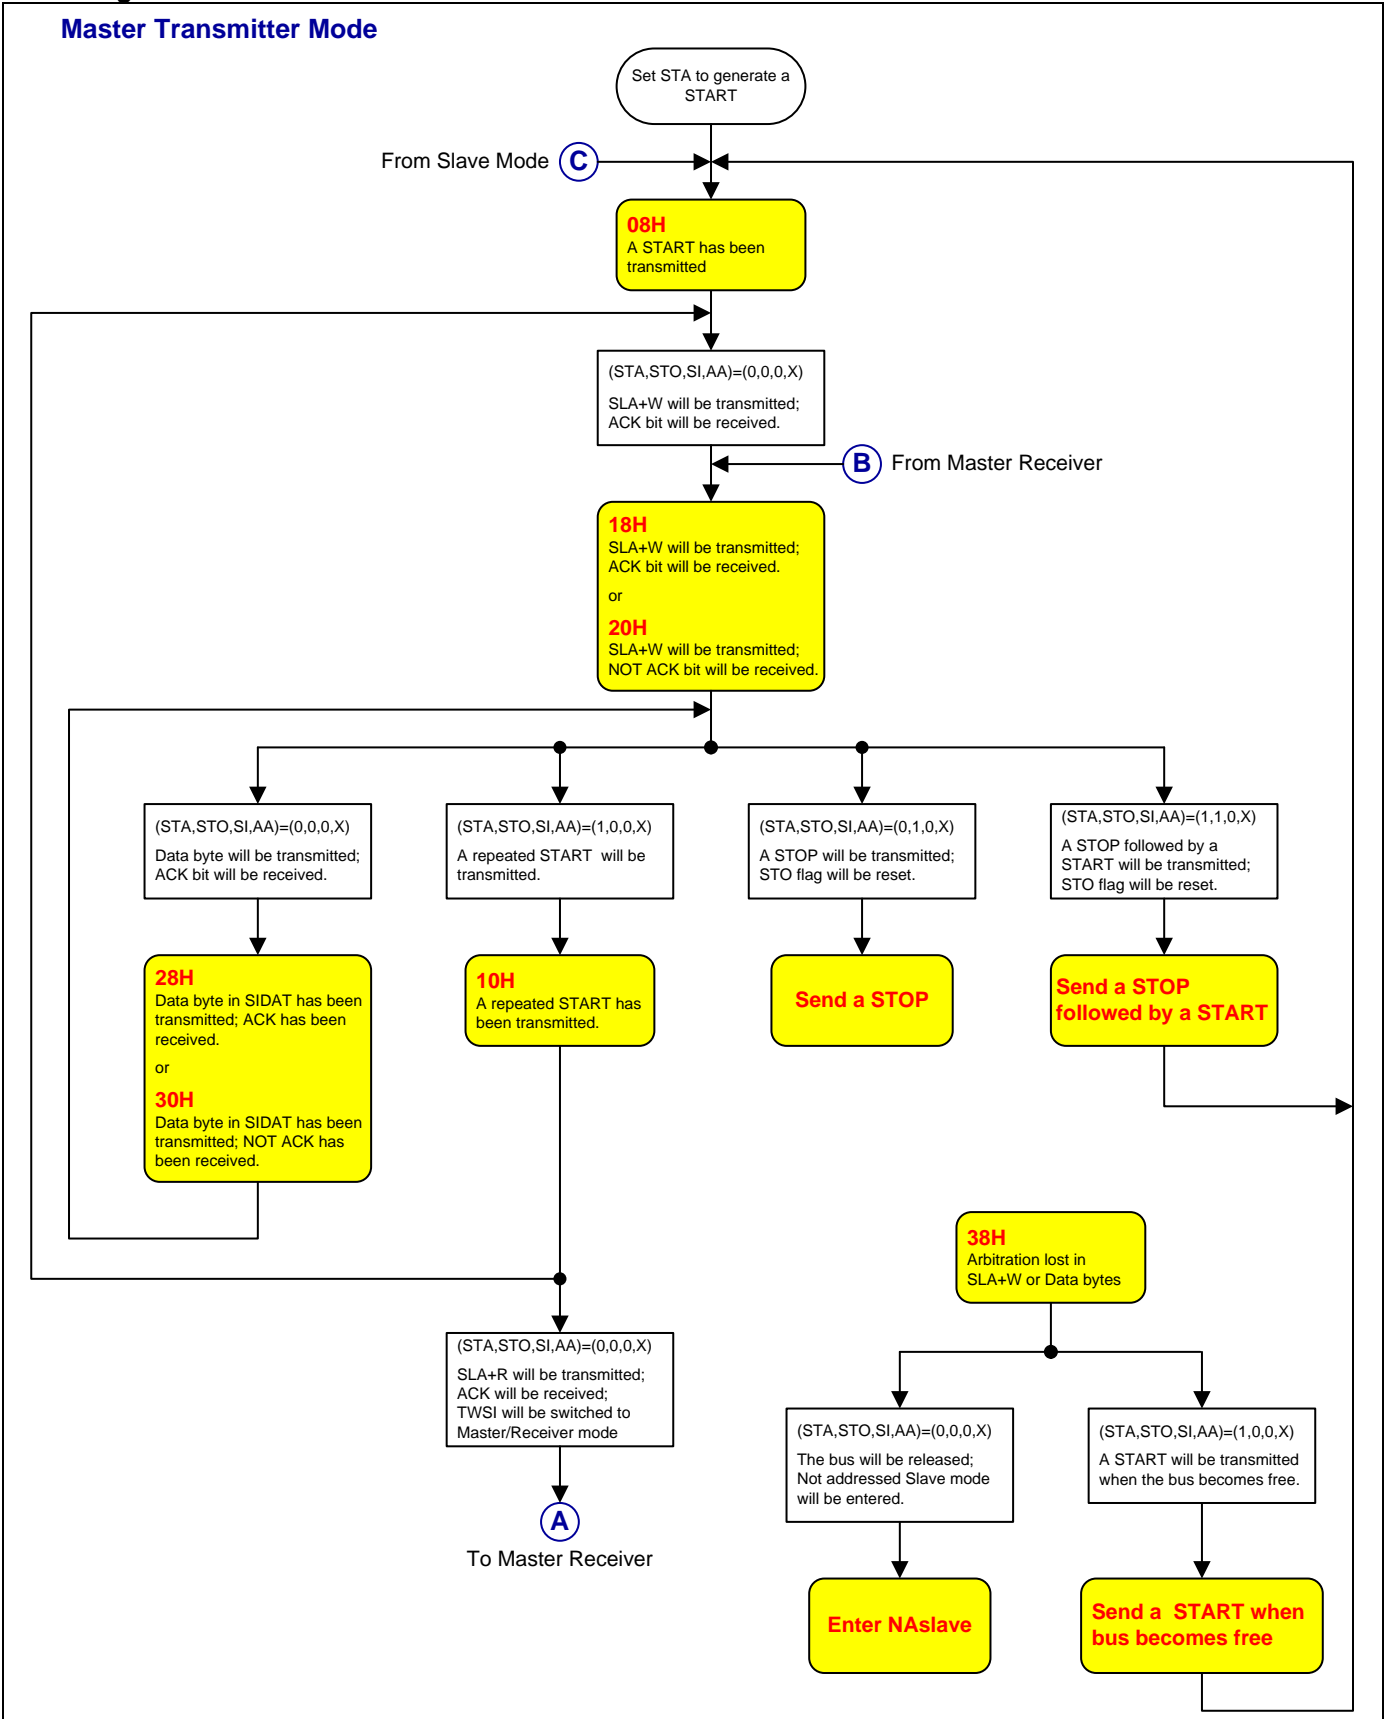 Master Transmitter Mode
Set STA to generate a
START
From Slave Mode
C
08H
A START has been
transmitted
(STA,STO,SI,AA)=(0,0,0,X)
SLA+W will be transmitted;
ACK bit will be received.
B
From Master Receiver
18H
SLA+W will be transmitted;
ACK bit will be received.
or
20H
SLA+W will be transmitted;
NOT ACK bit will be received.
(STA,STO,SI,AA)=(0,0,0,X)
Data byte will be transmitted;
ACK bit will be received.
(STA,STO,SI,AA)=(1,0,0,X)
A repeated START will be
transmitted.
(STA,STO,SI,AA)=(0,1,0,X)
A STOP will be transmitted;
STO flag will be reset.
(STA,STO,SI,AA)=(1,1,0,X)
A STOP followed by a
START will be transmitted;
STO flag will be reset.
28H
Data byte in SIDAT has been
transmitted; ACK has been
received.
or
30H
Data byte in SIDAT has been
transmitted; NOT ACK has
been received.
10H
A repeated START has
been transmitted.
Send a STOP
Send a STOP
followed by a START
38H
Arbitration lost in
SLA+W or Data bytes
(STA,STO,SI,AA)=(0,0,0,X)
SLA+R will be transmitted;
ACK will be received;
TWSI will be switched to
Master/Receiver mode
A
To Master Receiver
(STA,STO,SI,AA)=(0,0,0,X)
The bus will be released;
Not addressed Slave mode
will be entered.
(STA,STO,SI,AA)=(1,0,0,X)
A START will be transmitted
when the bus becomes free.
Enter NAslave
Send a START when
bus becomes free